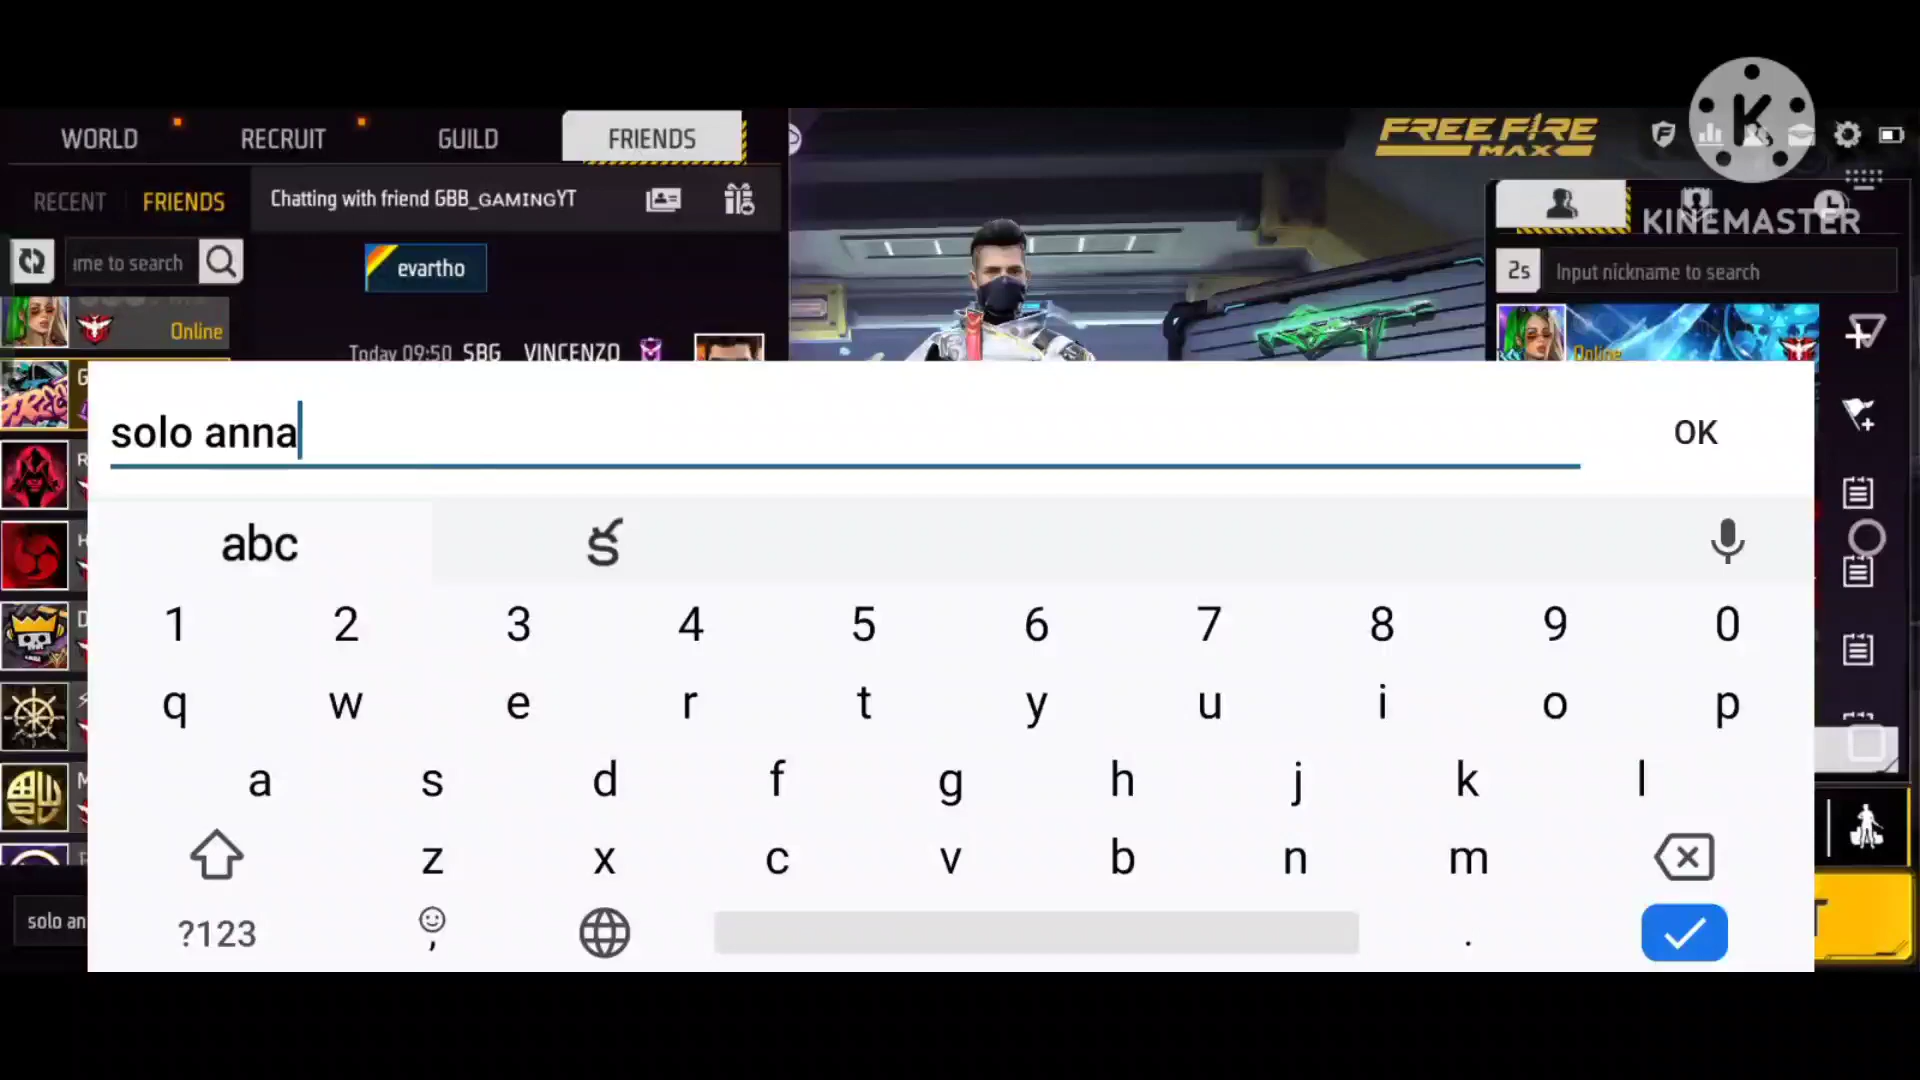 WORLD RECRUIT GUILD FRIENDS
FREE FIRE
MAX
RECENT FRIENDS
Chatting with friend GBB_GAMINGYT
KINEMASTER
me to search
2s Input nickname to search
evartho
Online
Today 09:50 SBG VINCENZO
Online
solo anna OK
abc క
1 2 3 4 5 6 7 8 9 0
q w e r t y u i o p
a s d f g h j k l
z x c v b n m
solo an
?123 , .